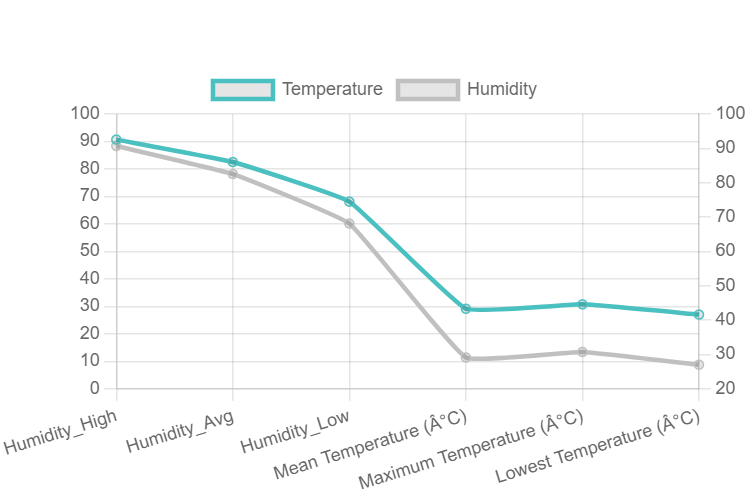 Temperature Humidity
100 100
90 90
80 80
70 70
60 60
50 50
40 40
30 30
20 20
10
0
Humidity_High
Humidity_Avg
Humidity_Low
Mean Temperature (Â°C)
Maximum Temperature (Â°C)
Lowest Temperature (Â°C)